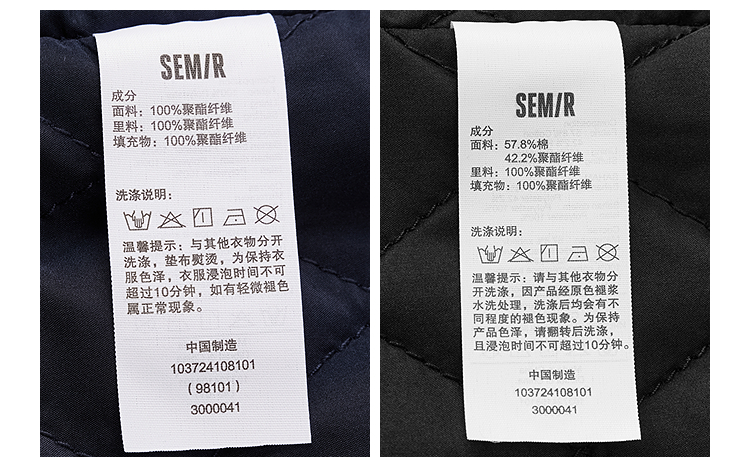 SEMIR
成分
面料：100%聚酯纤维
里料：100%聚酯纤维
填充物：100%聚酯纤维
洗涤说明：
温馨提示：与其他衣物分开
洗涤，垫布熨烫，为保持衣
服色泽，衣服浸泡时间不可
超过10分钟，如有轻微褪色
属正常现象。
中国制造
103724108101
（98101）
3000041
SEMIR
成分
面料：57.8%棉
42.2%聚酯纤维
里料：100%聚酯纤维
填充物：100%聚酯纤维
洗涤说明：
温馨提示：请与其他衣物分
开洗涤，因产品经原色褪浆
水洗处理，洗涤后均会有不
同程度的褪色现象。为保持
产品色泽，请翻转后洗涤，
且浸泡时间不可超过10分钟。
中国制造
103724108101
3000041